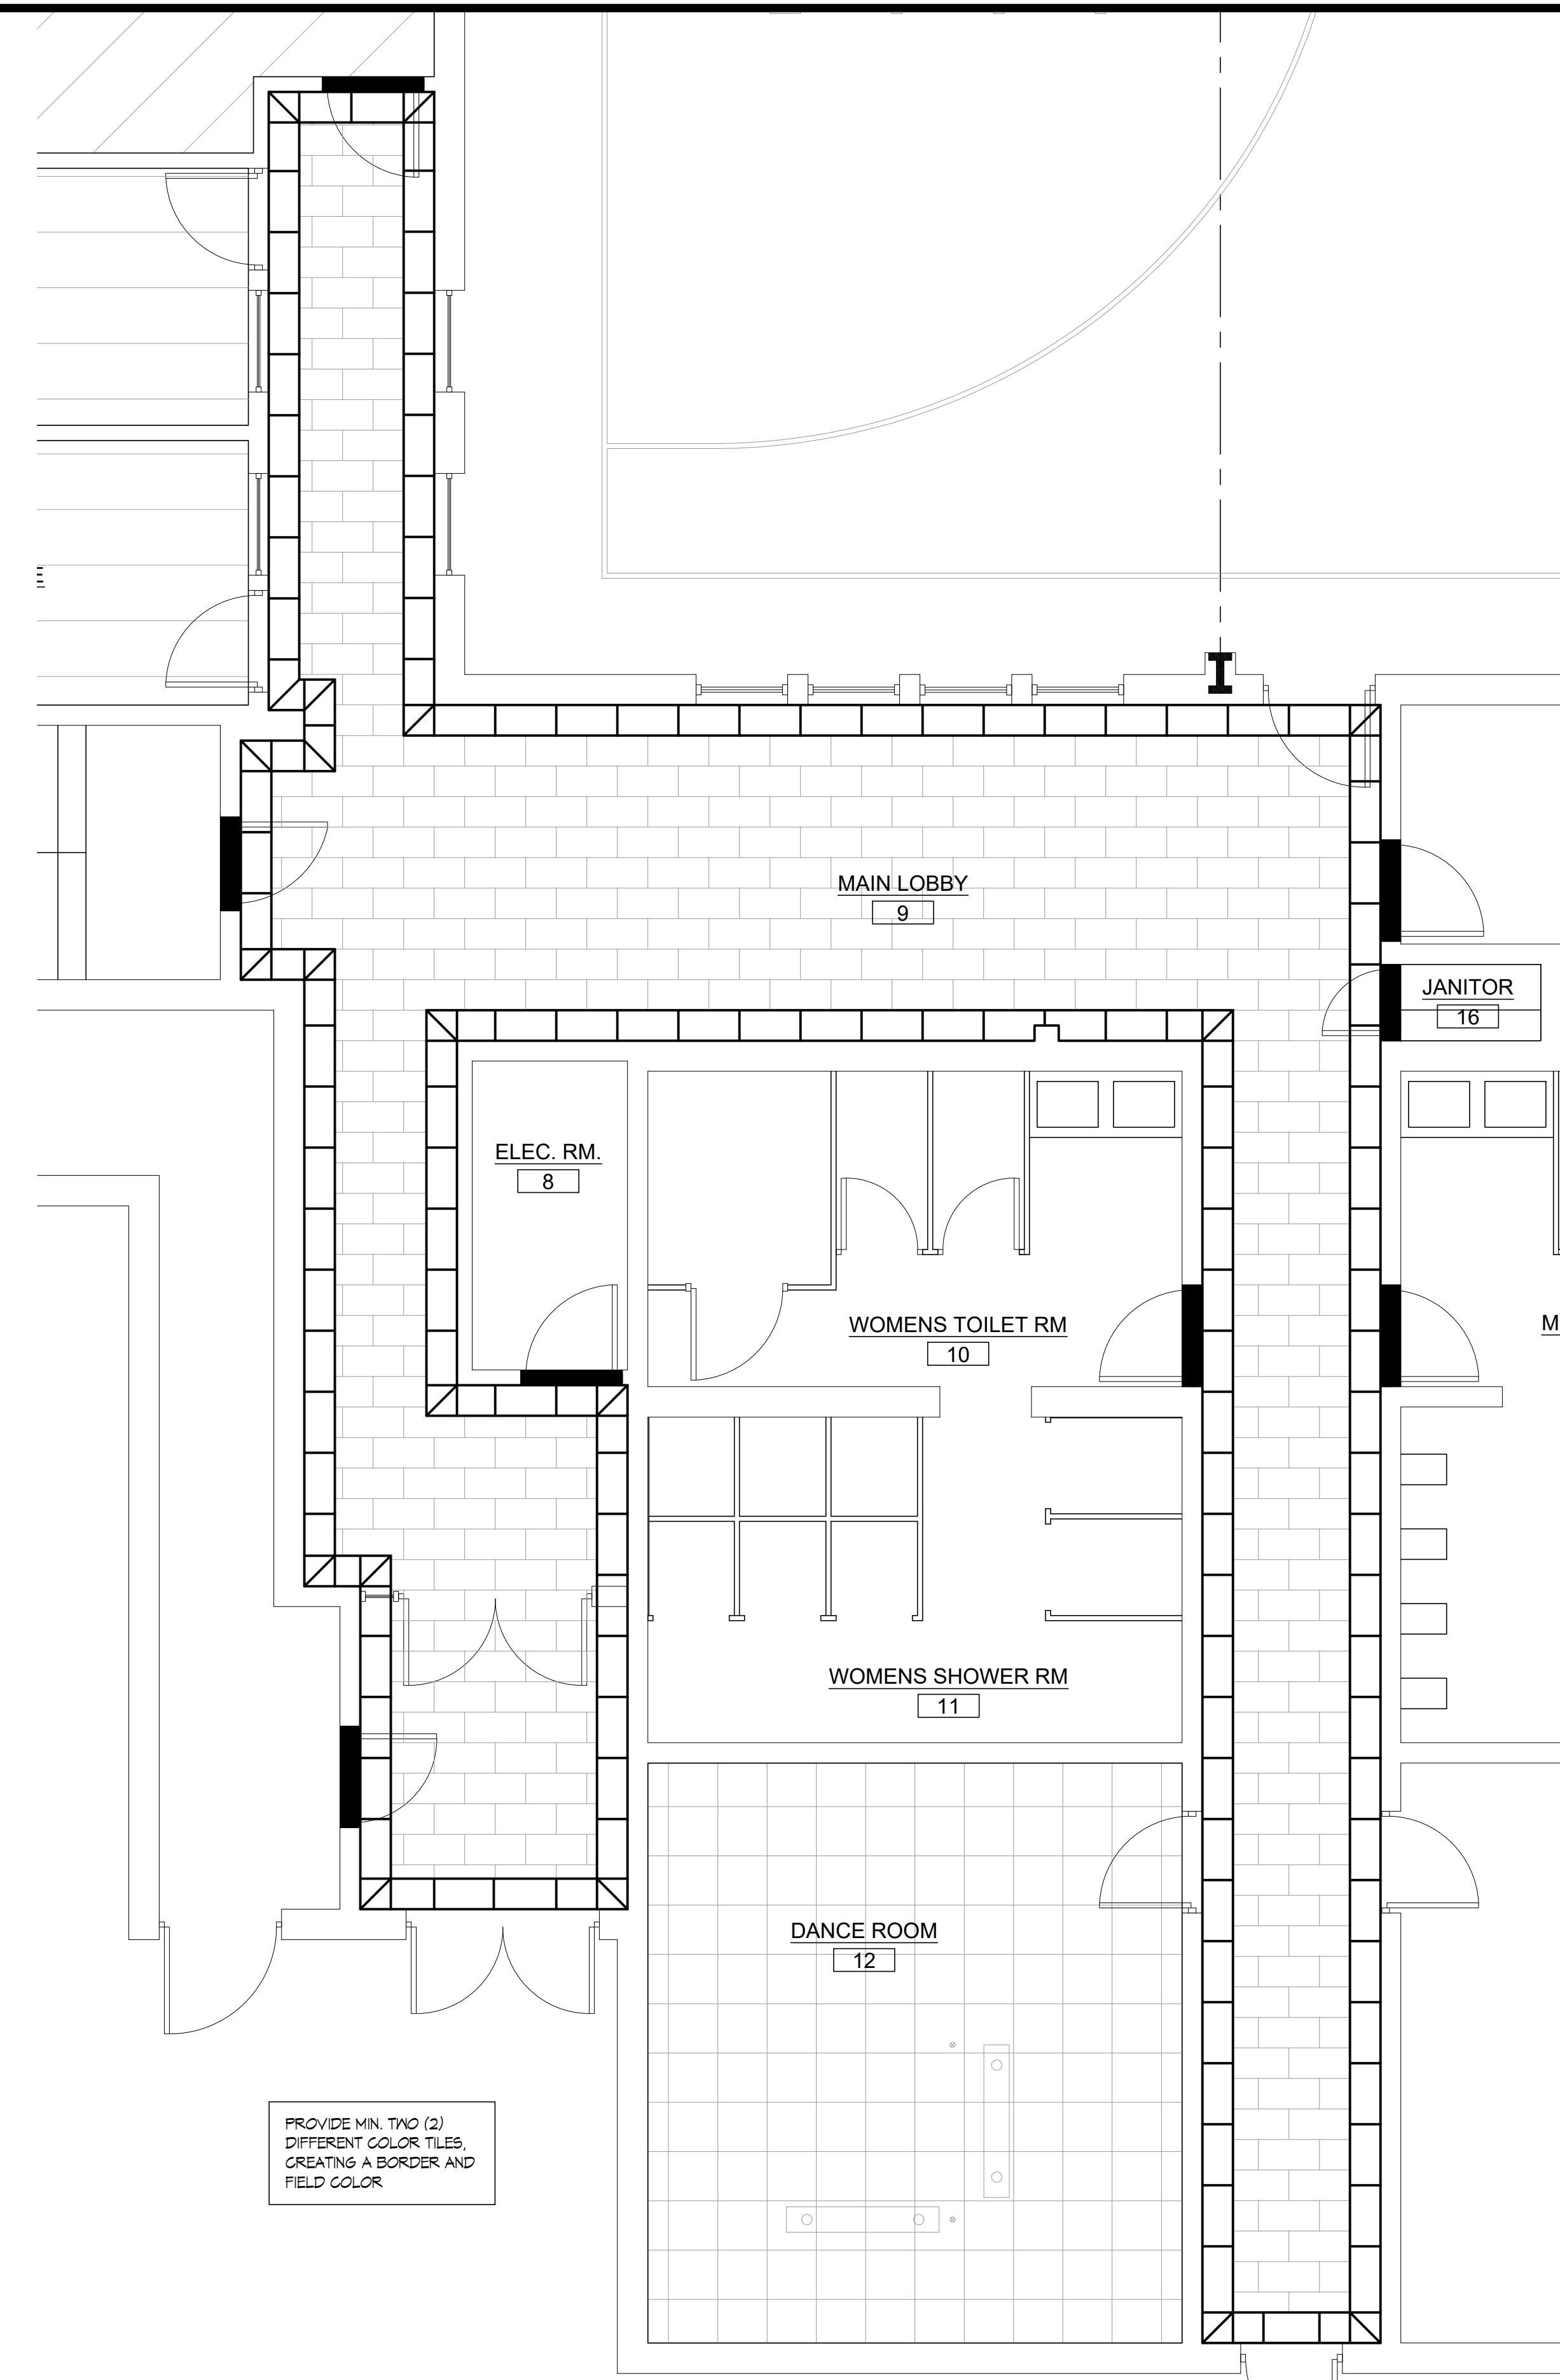 E
MAIN LOBBY
9
JANITOR
16
ELEC. RM.
8
WOMENS TOILET RM
10
M
WOMENS SHOWER RM
11
DANCE ROOM
12
PROVIDE MIN. TWO (2)
DIFFERENT COLOR TILES,
CREATING A BORDER AND
FIELD COLOR